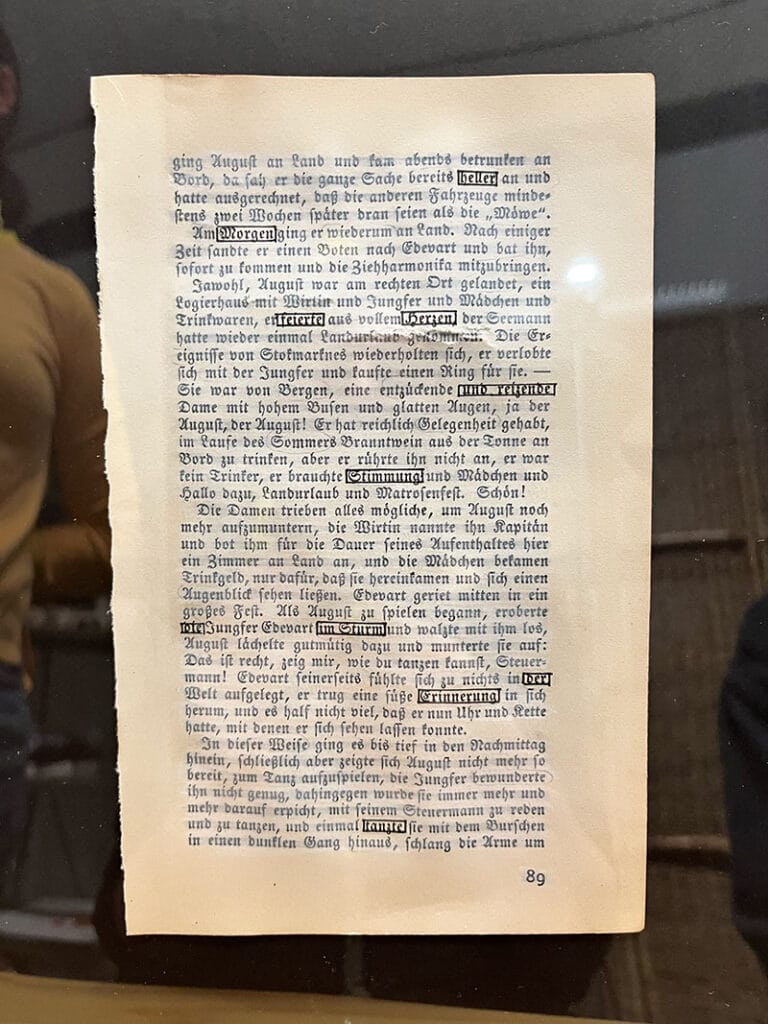 ging August an Land und kam abends betrunken an
Bord, da sah er die ganze Sache bereits heller an und
hatte ausgerechnet, daß die anderen Fahrzeuge minde-
stens zwei Wochen später dran seien als die „Möwe“.
Am Morgen ging er wiederum an Land. Nach einiger
Zeit sandte er einen Boten nach Edevart und bat ihn,
sofort zu kommen und die Ziehharmonika mitzubringen.
Jawohl, August war am rechten Ort gelandet, ein
Logierhaus mit Wirtin und Jungfer und Mädchen und
Trinkwaren, er feierte aus vollem Herzen, der Seemann
hatte wieder einmal Landurlaub genommen. Die Er-
eignisse von Stokmarknes wiederholten sich, er verlobte
sich mit der Jungfer und kaufte einen Ring für sie. —
Sie war von Bergen, eine entzückende und reizende
Dame mit hohem Busen und glatten Augen, ja der
August, der August! Er hat reichlich Gelegenheit gehabt,
im Laufe des Sommers Branntwein aus der Tonne an
Bord zu trinken, aber er rührte ihn nicht an, er war
kein Trinker, er brauchte Stimmung und Mädchen und
Hallo dazu, Landurlaub und Matrosenfest. Schön!
Die Damen trieben alles mögliche, um August noch
mehr aufzumuntern, die Wirtin nannte ihn Kapitän
und bot ihm für die Dauer seines Aufenthaltes hier
ein Zimmer an Land an, und die Mädchen bekamen
Trinkgeld, nur dafür, daß sie hereinkamen und sich einen
Augenblick sehen ließen. Edevart geriet mitten in ein
großes Fest. Als August zu spielen begann, eroberte
die Jungfer Edevart im Sturm und walzte mit ihm los,
August lächelte gutmütig dazu und munterte sie auf:
Das ist recht, zeig mir, wie du tanzen kannst, Steuer-
mann! Edevart seinerseits fühlte sich zu nichts in der
Welt aufgelegt, er trug eine süße Erinnerung in sich
herum, und es half nicht viel, daß er nun Uhr und Kette
hatte, mit denen er sich sehen lassen konnte.
In dieser Weise ging es bis tief in den Nachmittag
hinein, schließlich aber zeigte sich August nicht mehr so
bereit, zum Tanz aufzuspielen, die Jungfer bewunderte
ihn nicht genug, dahingegen wurde sie immer mehr und
mehr darauf erpicht, mit seinem Steuermann zu reden
und zu tanzen, und einmal tanzte sie mit dem Burschen
in einen dunklen Gang hinaus, schlang die Arme um
89